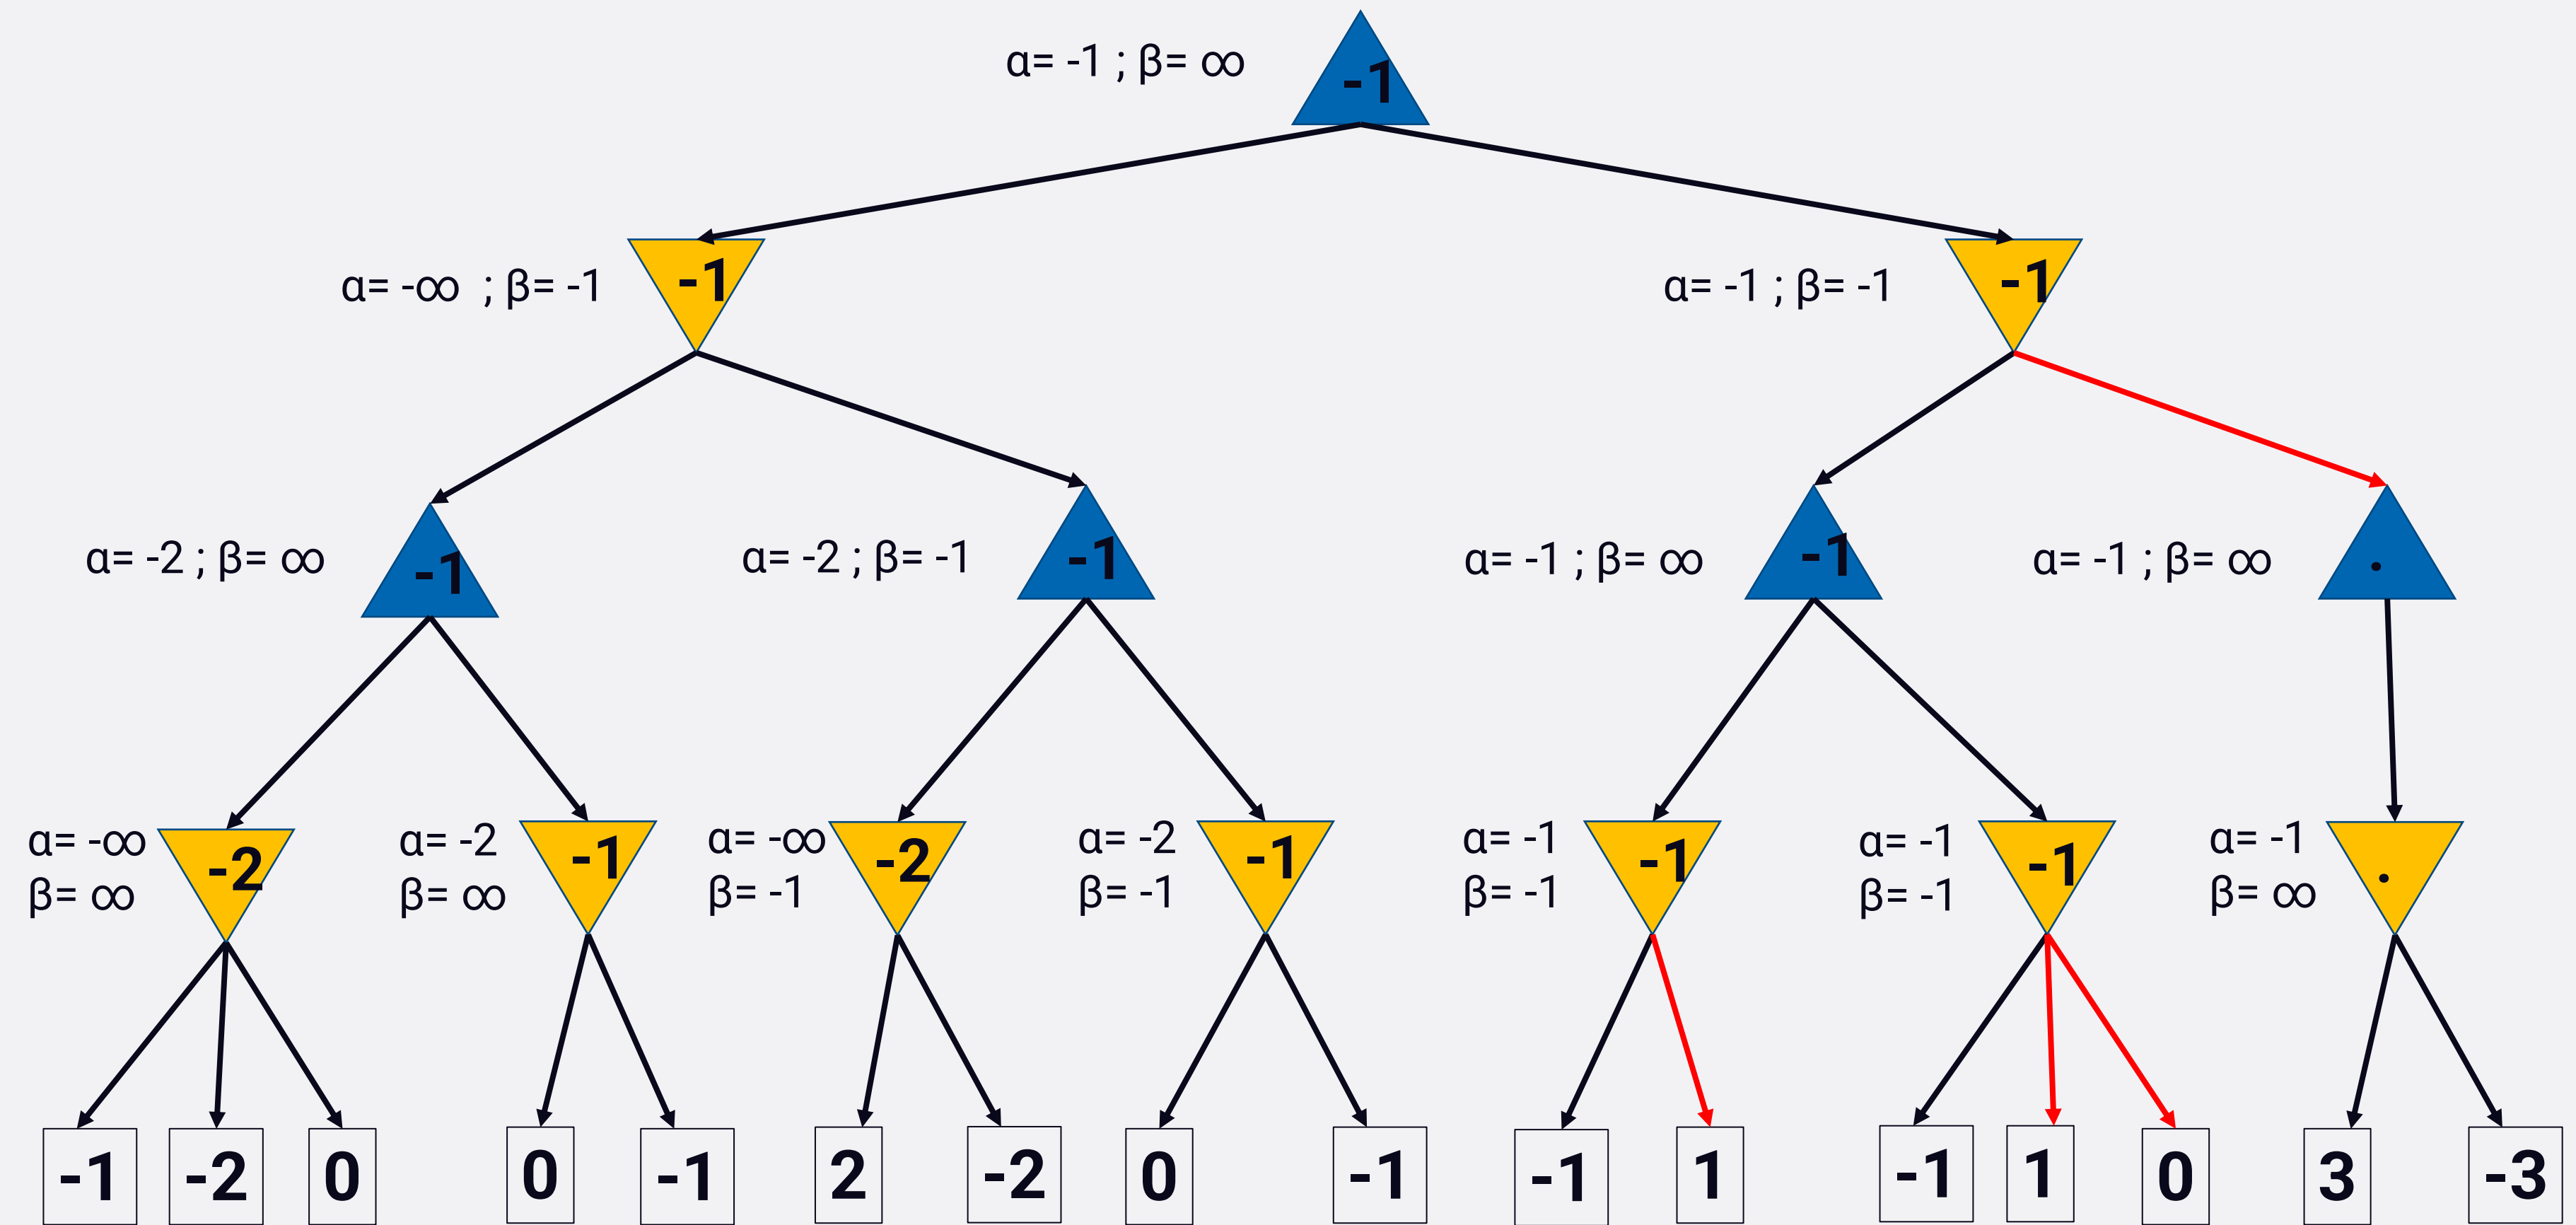 α= -1 ; β= ∞
-1
α= -∞ ; β= -1
-1
α= -1 ; β= -1
-1
α= -2 ; β= ∞
-1
α= -2 ; β= -1
-1
α= -1 ; β= ∞
-1
α= -1 ; β= ∞
.
α= -∞
β= ∞
-2
α= -2
β= ∞
-1
α= -∞
β= -1
-2
α= -2
β= -1
-1
α= -1
β= -1
-1
α= -1
β= -1
-1
α= -1
β= ∞
.
-1
-2
0
0
-1
2
-2
0
-1
-1
1
-1
1
0
3
-3